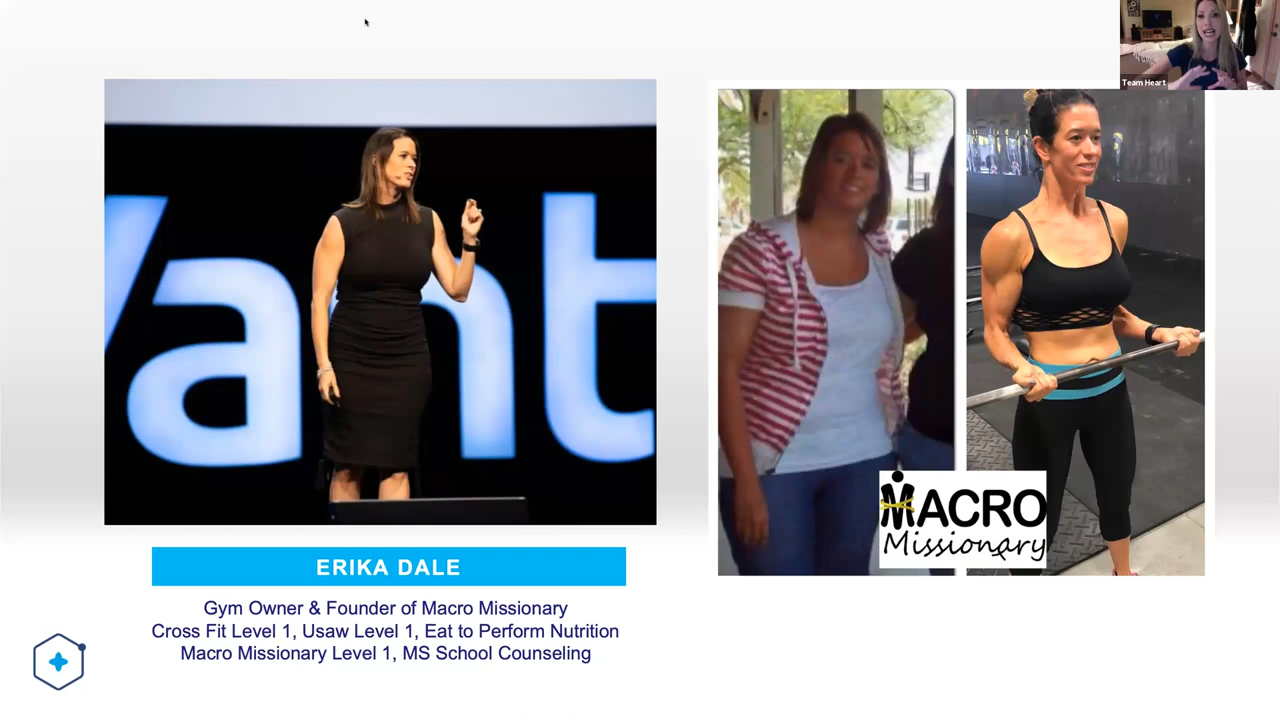 Team Heart
Want
MACRO
Missionary
ERIKA DALE
Gym Owner & Founder of Macro Missionary
Cross Fit Level 1, Usaw Level 1, Eat to Perform Nutrition
Macro Missionary Level 1, MS School Counseling